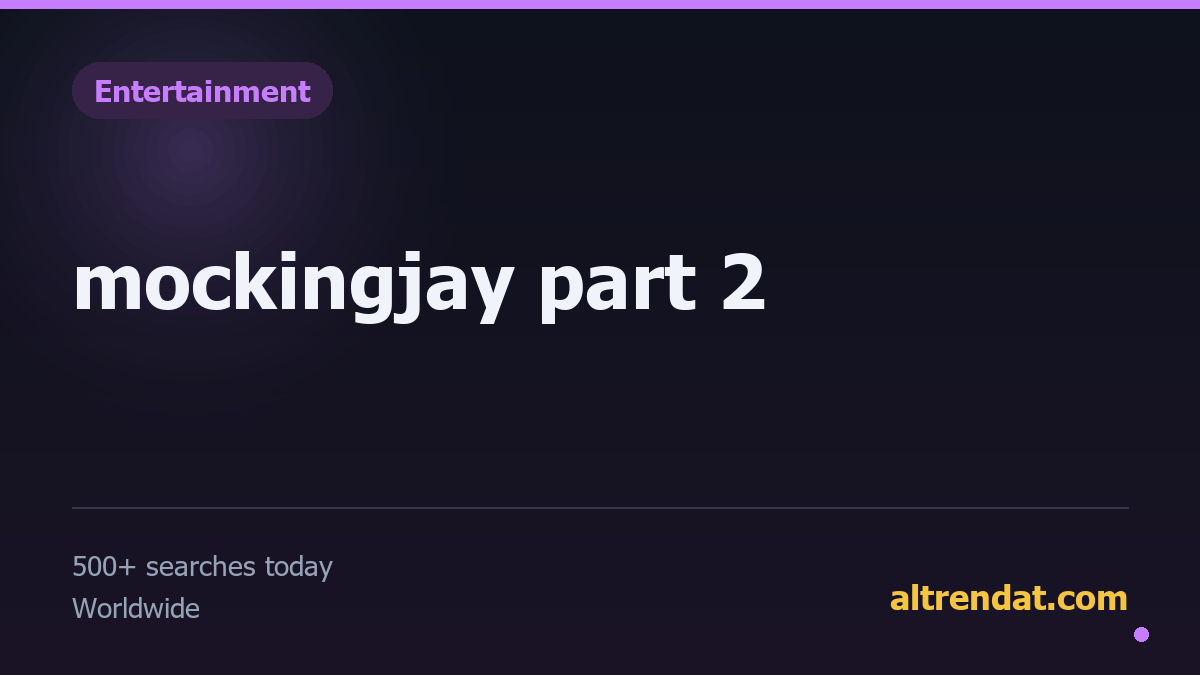 Entertainment
mockingjay part 2
500+ searches today
Worldwide
altrendat.com